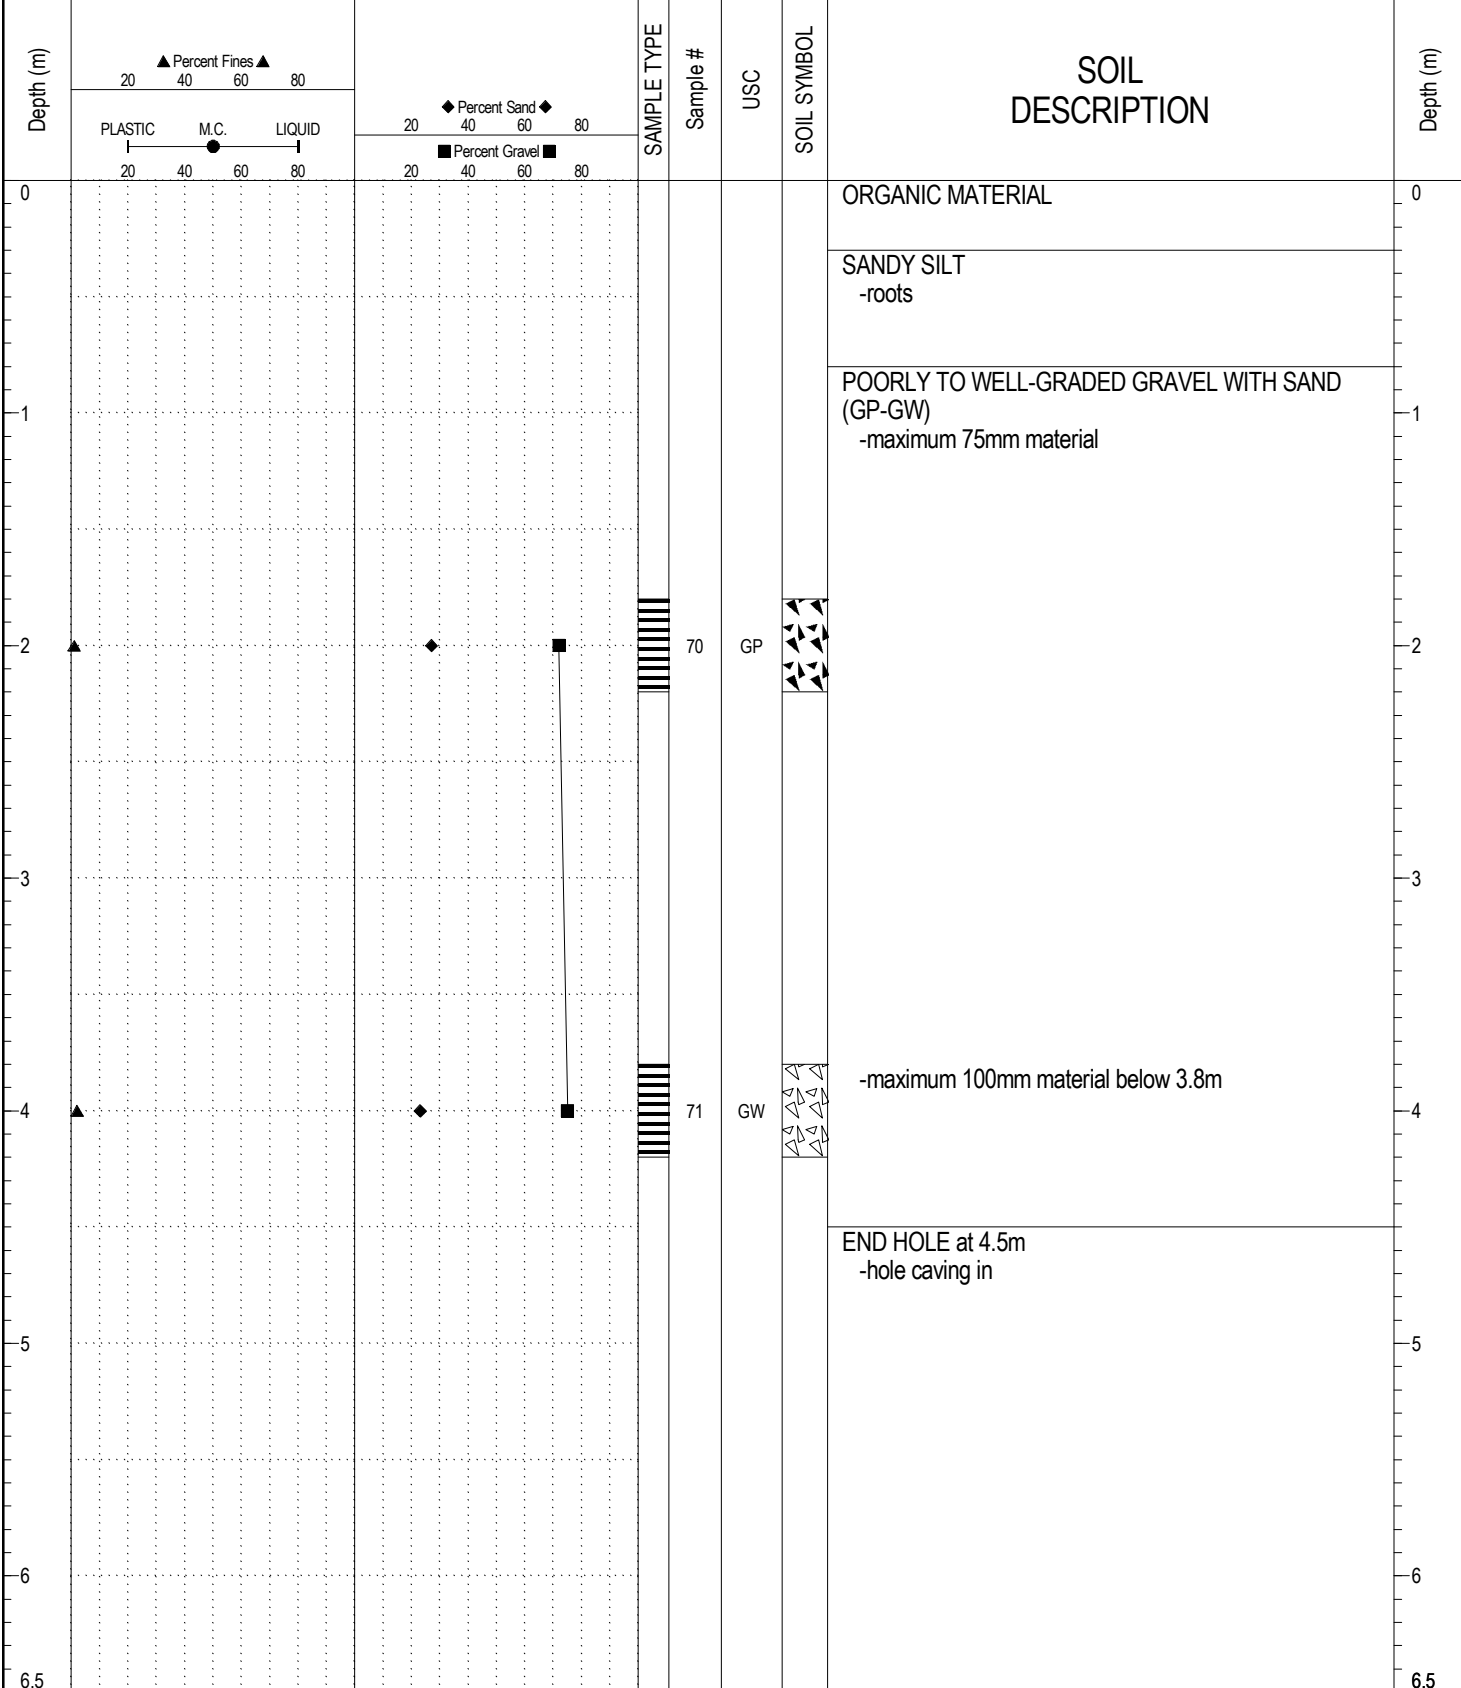 Depth (m)
▲ Percent Fines ▲
20 40 60 80
PLASTIC M.C. LIQUID
20 40 60 80
◆ Percent Sand ◆
20 40 60 80
■ Percent Gravel ■
20 40 60 80
SAMPLE TYPE
Sample #
USC
SOIL SYMBOL
SOIL
DESCRIPTION
Depth (m)
0 ORGANIC MATERIAL 0
SANDY SILT
-roots
POORLY TO WELL-GRADED GRAVEL WITH SAND
1 (GP-GW) 1
-maximum 75mm material
2 70 GP 2
3 3
-maximum 100mm material below 3.8m
4 71 GW 4
END HOLE at 4.5m
-hole caving in
5 5
6 6
6.5 6.5